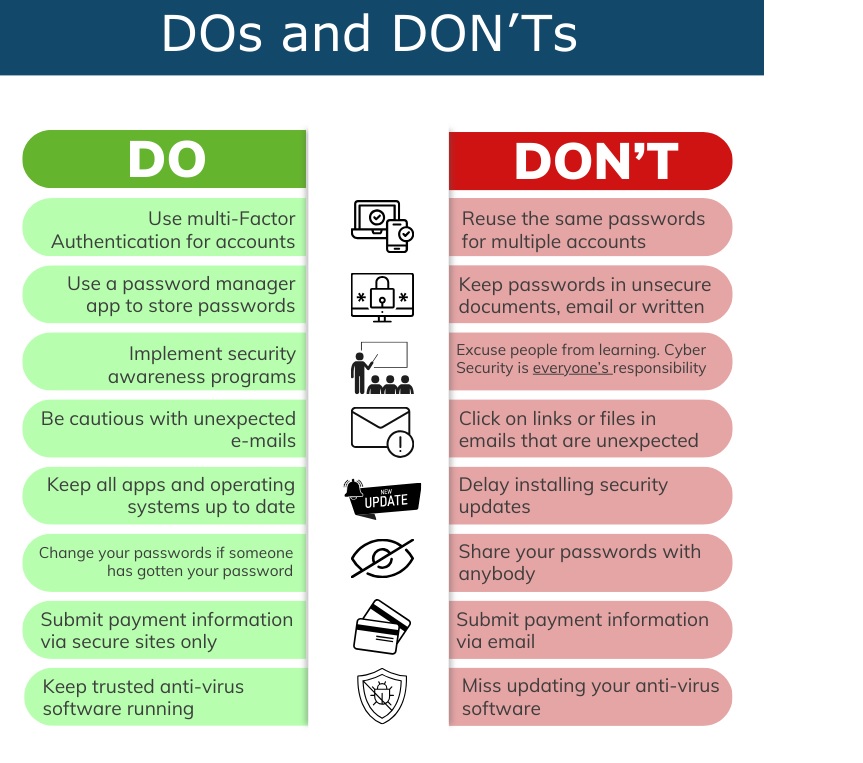 DOs and DON’Ts
DO
DON’T
Use multi-Factor
Authentication for accounts
Reuse the same passwords
for multiple accounts
Use a password manager
app to store passwords
* *
Keep passwords in unsecure
documents, email or written
Implement security
awareness programs
Excuse people from learning. Cyber
Security is everyone’s responsibility
Be cautious with unexpected
e-mails
!
Click on links or files in
emails that are unexpected
Keep all apps and operating
systems up to date
NEW
UPDATE
Delay installing security
updates
Change your passwords if someone
has gotten your password
Share your passwords with
anybody
Submit payment information
via secure sites only
Submit payment information
via email
Keep trusted anti-virus
software running
Miss updating your anti-virus
software